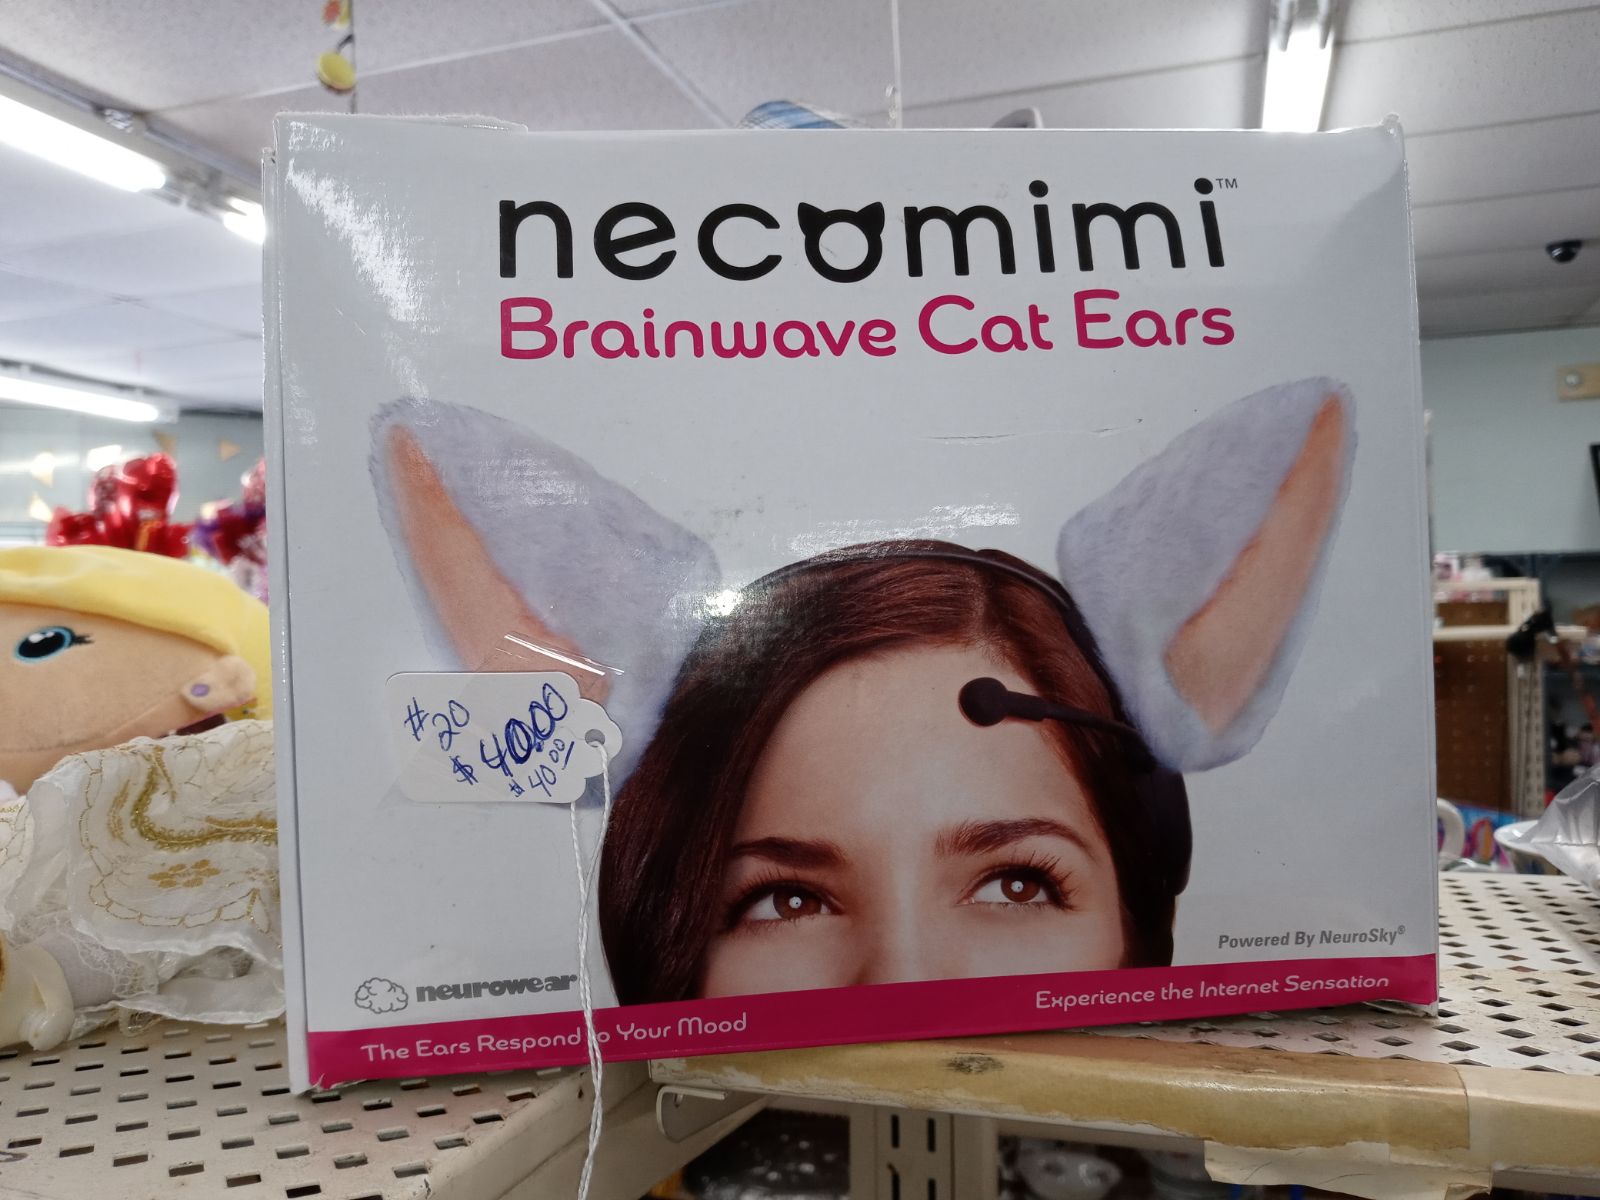 necomimi™
Brainwave Cat Ears
#20
$40.00
$40.00
Powered By NeuroSky®
neurowear
Experience the Internet Sensation
The Ears Respond to Your Mood